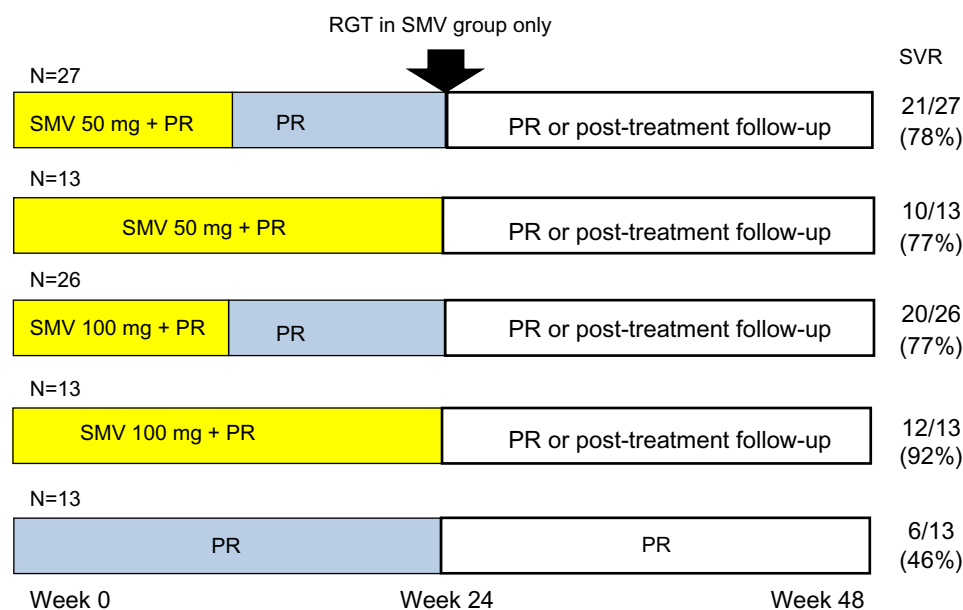 RGT in SMV group only
SVR
N=27
SMV 50 mg + PR PR PR or post-treatment follow-up 21/27
(78%)
N=13
SMV 50 mg + PR PR or post-treatment follow-up 10/13
(77%)
N=26
SMV 100 mg + PR PR PR or post-treatment follow-up 20/26
(77%)
N=13
SMV 100 mg + PR PR or post-treatment follow-up 12/13
(92%)
N=13
PR PR 6/13
(46%)
Week 0 Week 24 Week 48